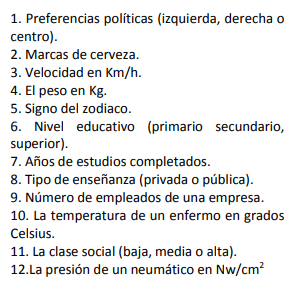 1. Preferencias políticas (izquierda, derecha o
centro).
2. Marcas de cerveza.
3. Velocidad en Km/h.
4. El peso en Kg.
5. Signo del zodiaco.
6. Nivel educativo (primario secundario,
superior).
7. Años de estudios completados.
8. Tipo de enseñanza (privada o pública).
9. Número de empleados de una empresa.
10. La temperatura de un enfermo en grados
Celsius.
11. La clase social (baja, media o alta).
12.La presión de un neumático en Nw/cm²